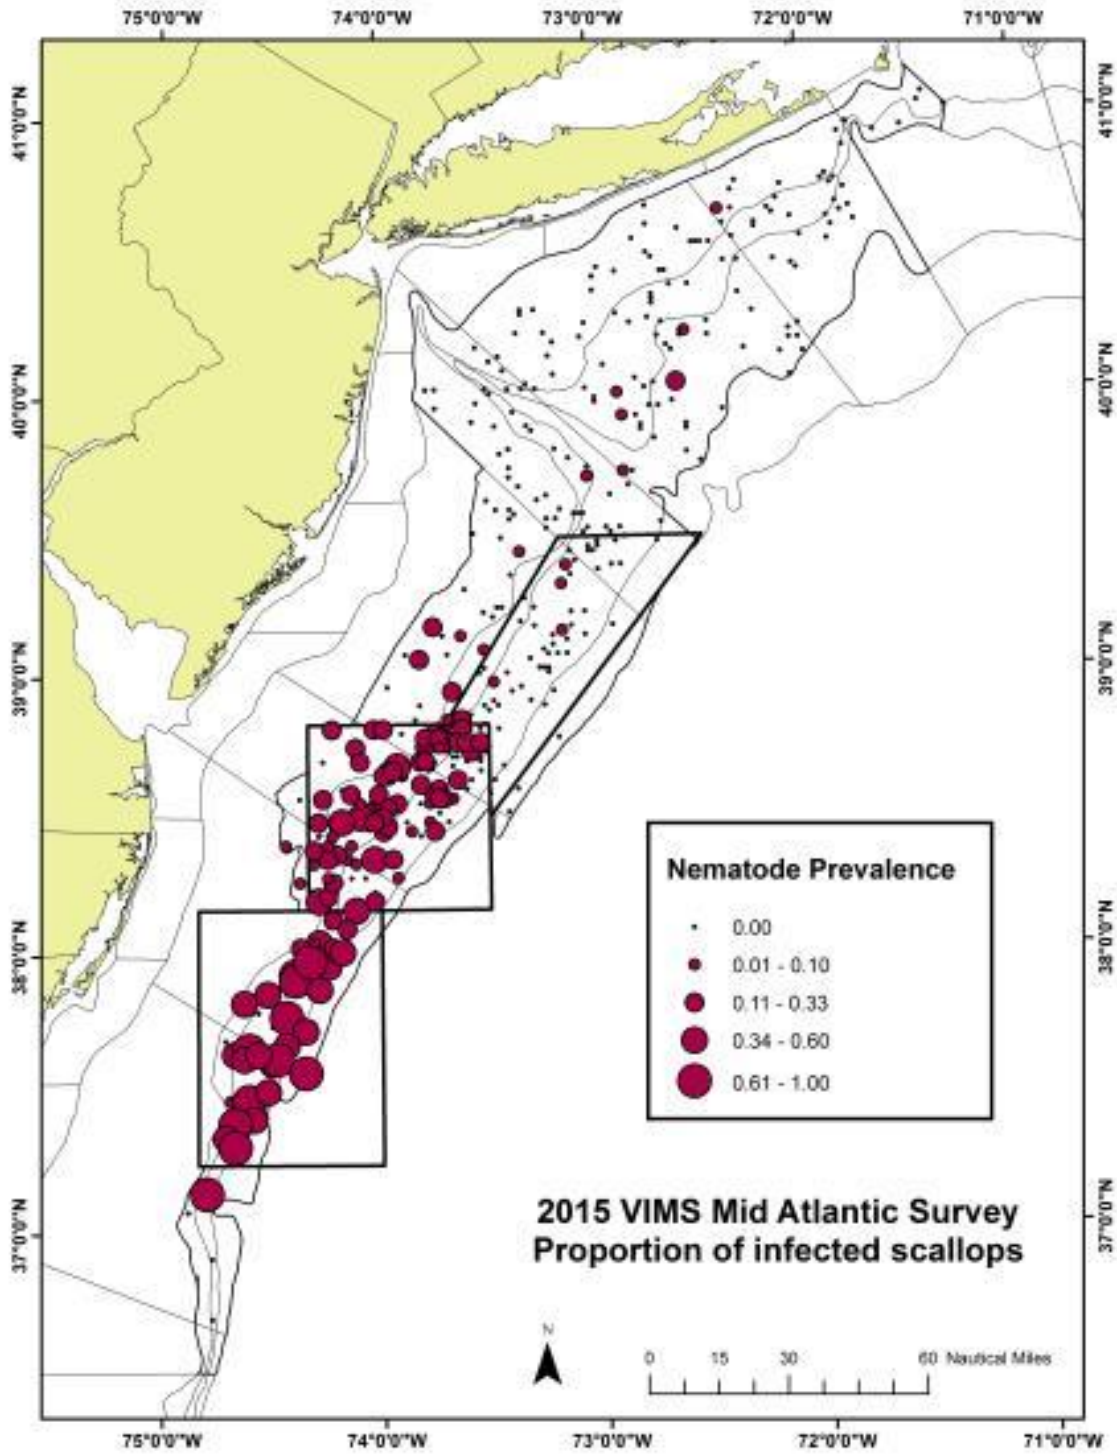 75°0'0"W 74°0'0"W 73°0'0"W 72°0'0"W 71°0'0"W
41°0'0"N
41°0'0"N
40°0'0"N
40°0'0"N
39°0'0"N
39°0'0"N
38°0'0"N
38°0'0"N
37°0'0"N
37°0'0"N
Nematode Prevalence
0.00
0.01 - 0.10
0.11 - 0.33
0.34 - 0.60
0.61 - 1.00
2015 VIMS Mid Atlantic Survey
Proportion of infected scallops
N
0 15 30 60 Nautical Miles
75°0'0"W 74°0'0"W 73°0'0"W 72°0'0"W 71°0'0"W